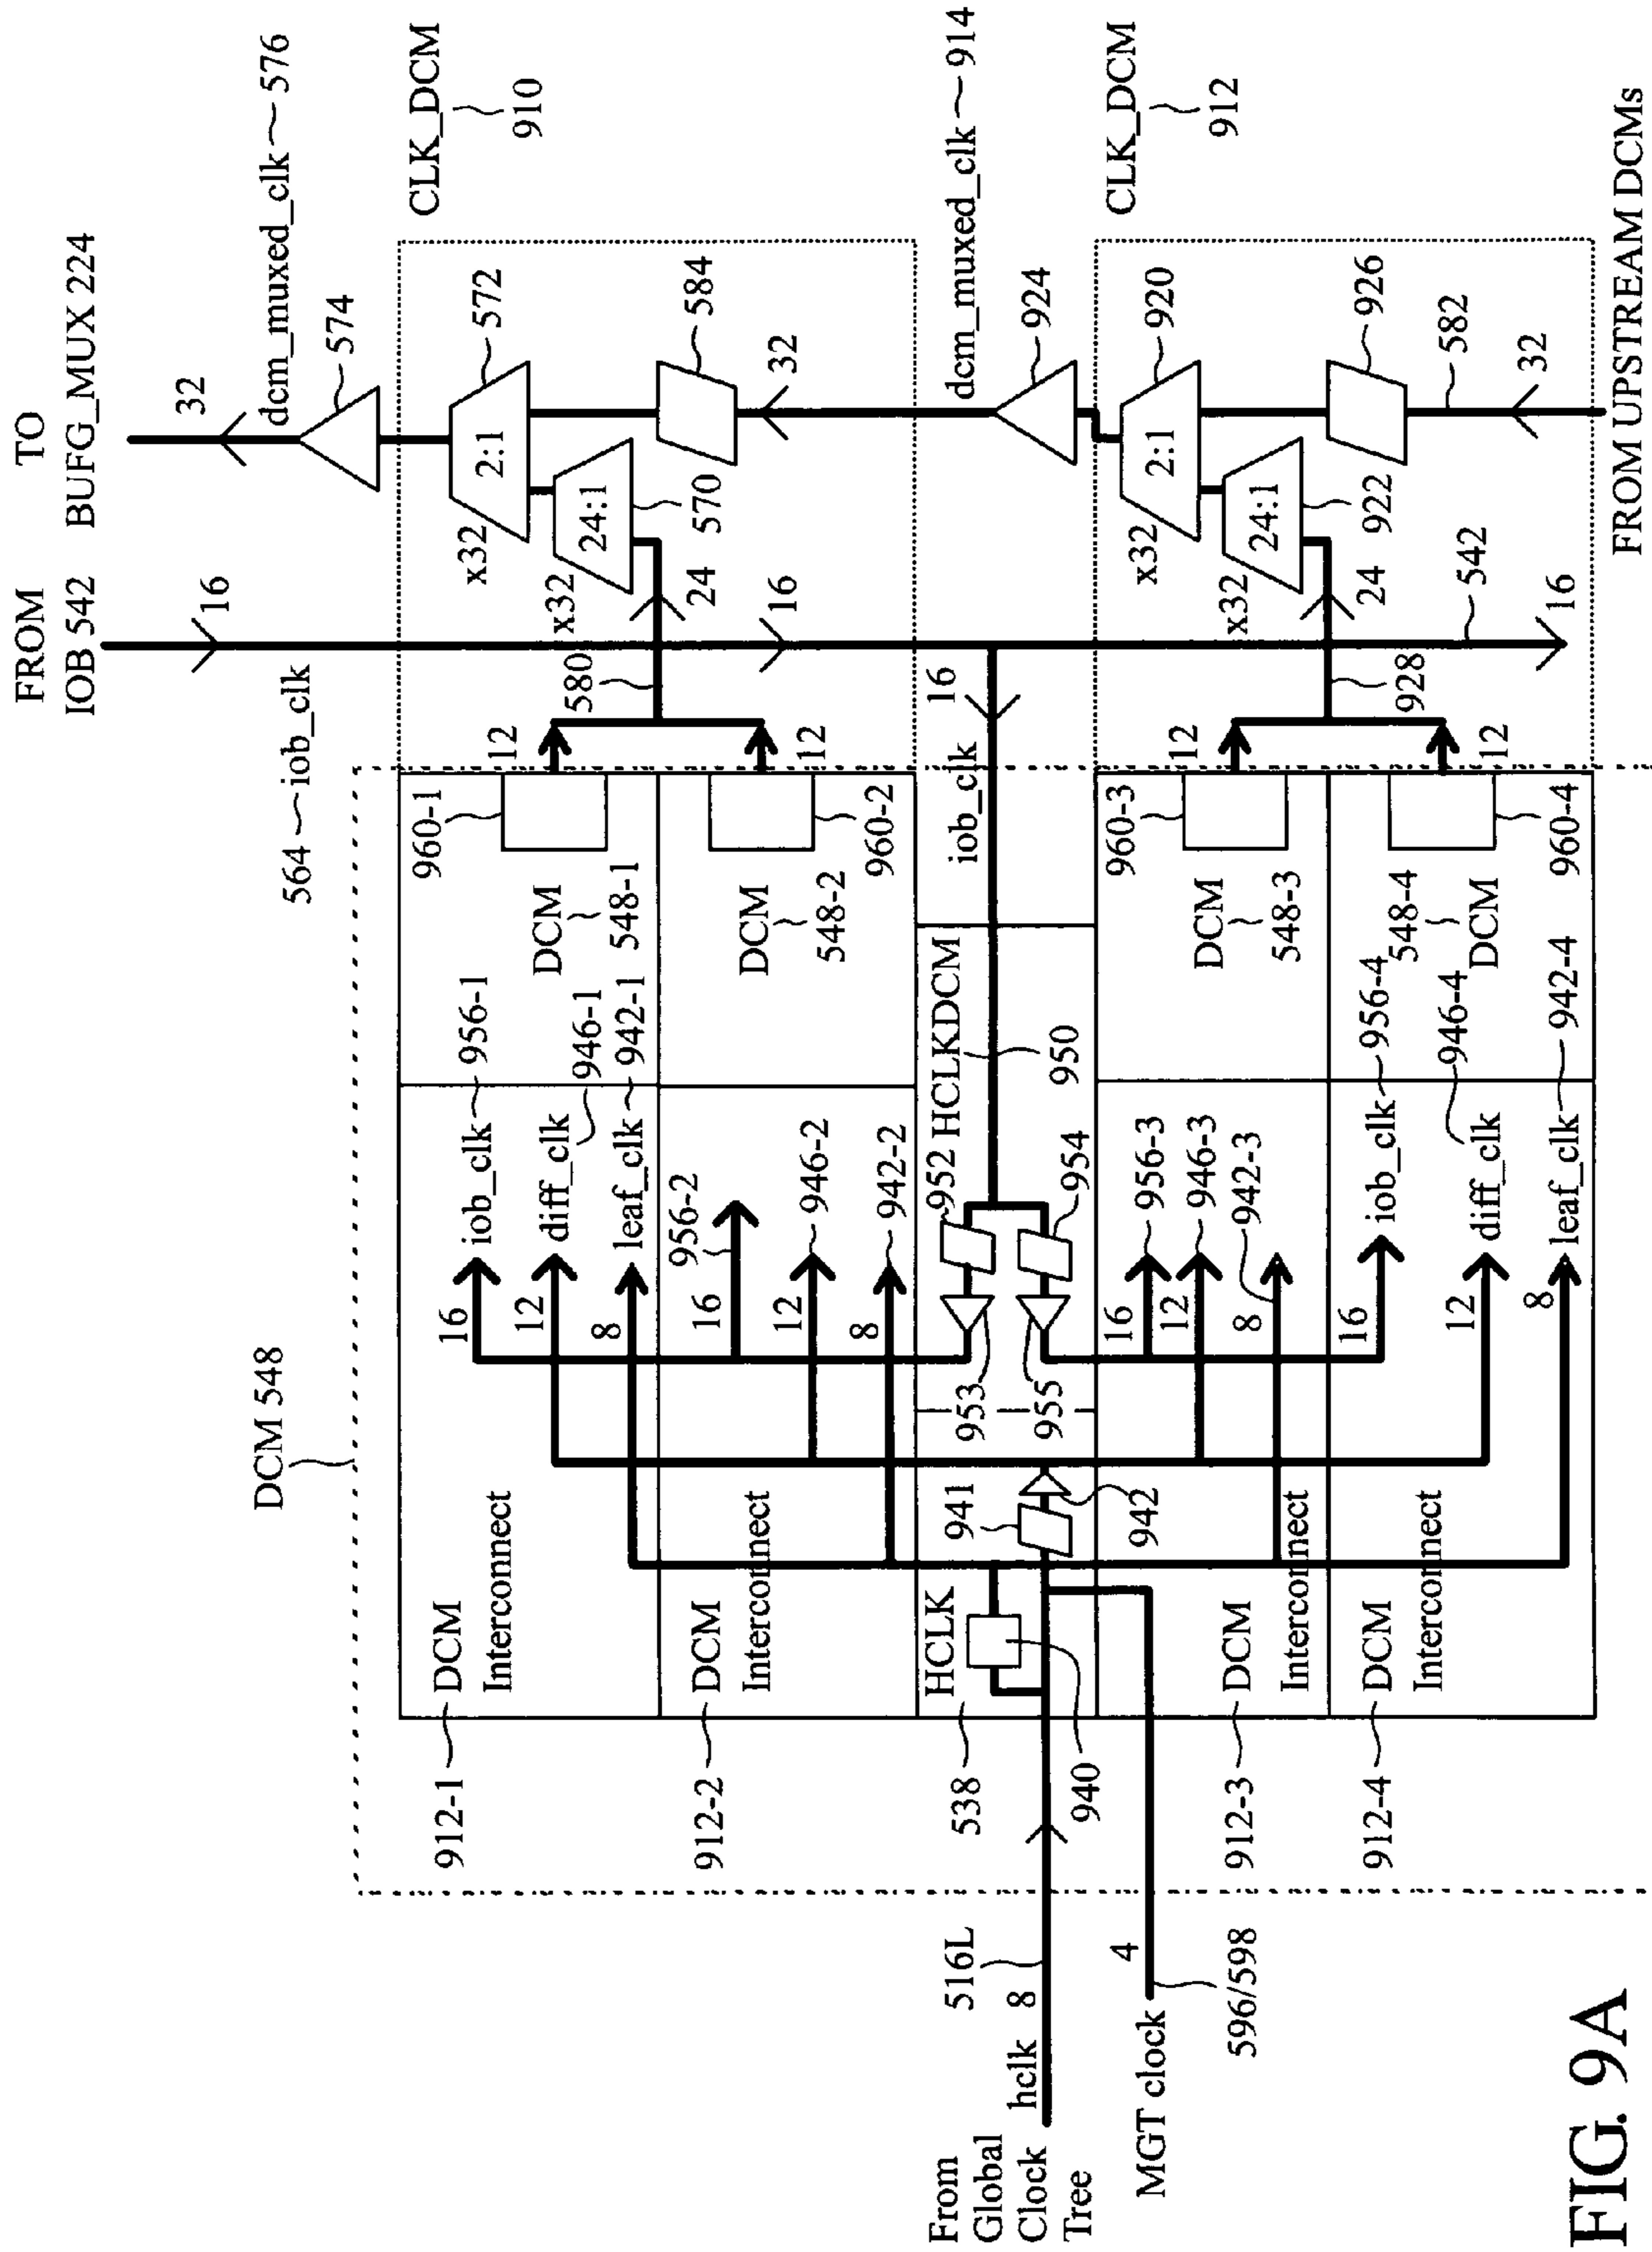 FROM
IOB 542
TO
BUFG_MUX 224
564 iob_clk
16
32
dcm_muxed_clk 576
574
CLK_DCM
910
572
2:1
x32
24:1
x32
570
584
32
580
24
16
DCM 548
912-1 DCM
Interconnect
16
iob_clk 956-1
12
diff_clk 946-1
8
leaf_clk 942-1
DCM
548-1
960-1
12
912-2 DCM
Interconnect
956-2
16
12
946-2
8
942-2
DCM
548-2
960-2
12
From
Global
Clock
Tree
hclk 8
516L
MGT clock
4
596/598
538
HCLK
940
941
942
953
955
952 HCLKDCM
954
950
iob_clk
16
dcm_muxed_clk 914
924
CLK_DCM
912
920
2:1
x32
24:1
x32
922
926
928
24
542
16
582
32
FROM UPSTREAM DCMs
912-3 DCM
Interconnect
16
956-3
12
946-3
8
942-3
DCM
548-3
960-3
12
912-4 DCM
Interconnect
16
iob_clk 956-4
12
diff_clk 946-4
8
leaf_clk 942-4
548-4
DCM
960-4
12
FIG. 9A